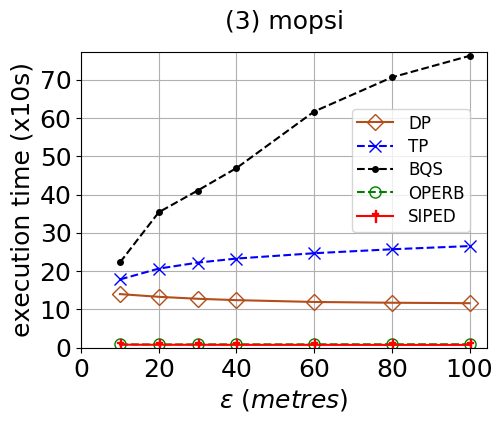 (3) mopsi
execution time (x10s)
70
60
50
40
30
20
10
0
0 20 40 60 80 100
ε (metres)
DP
TP
BQS
OPERB
SIPED